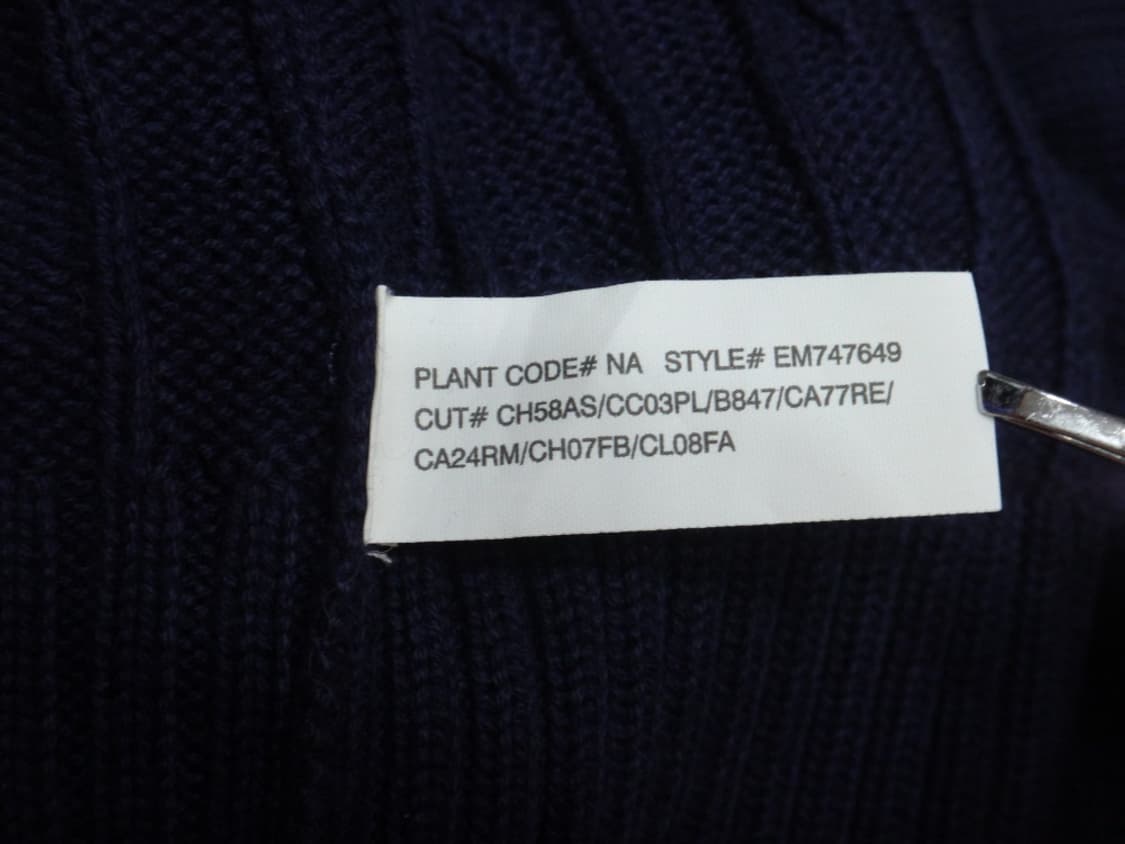 PLANT CODE# NA STYLE# EM747649
CUT# CH58AS/CC03PL/B847/CA77RE/
CA24RM/CH07FB/CL08FA